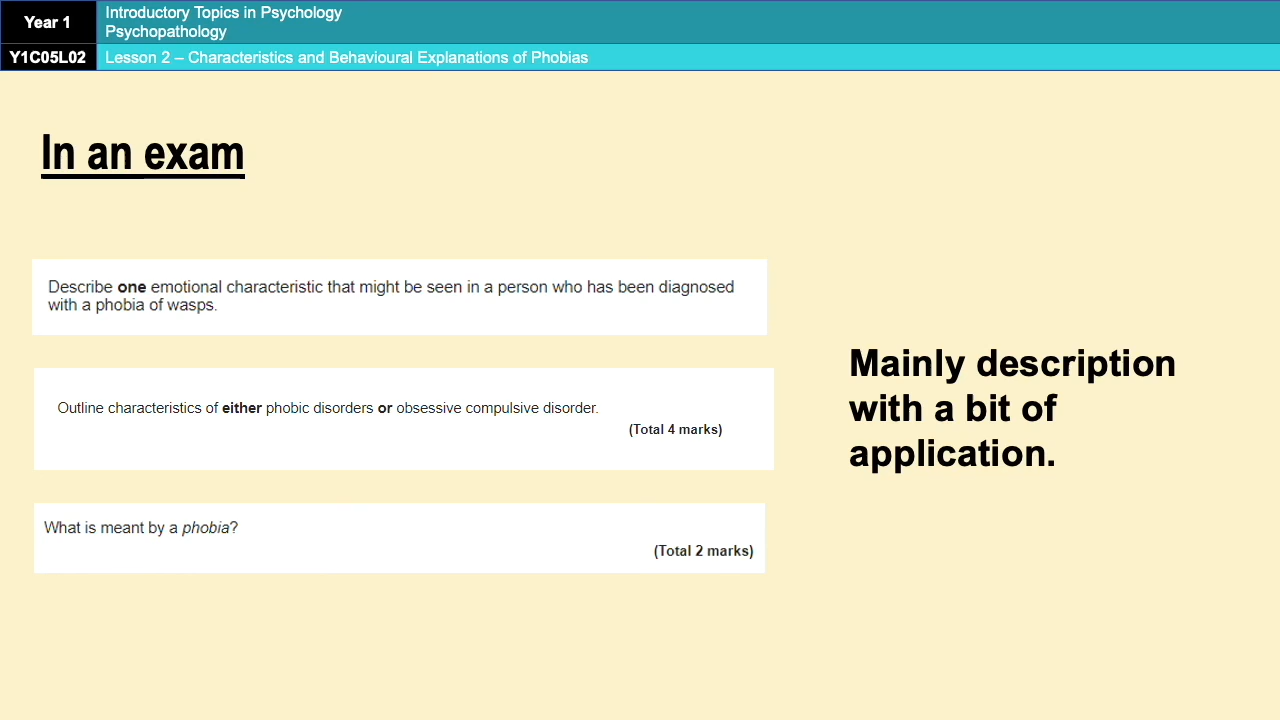 Year 1
Introductory Topics in Psychology
Psychopathology
Y1C05L02
Lesson 2 – Characteristics and Behavioural Explanations of Phobias
In an exam
Describe one emotional characteristic that might be seen in a person who has been diagnosed
with a phobia of wasps.
Outline characteristics of either phobic disorders or obsessive compulsive disorder.
(Total 4 marks)
What is meant by a phobia?
(Total 2 marks)
Mainly description
with a bit of
application.